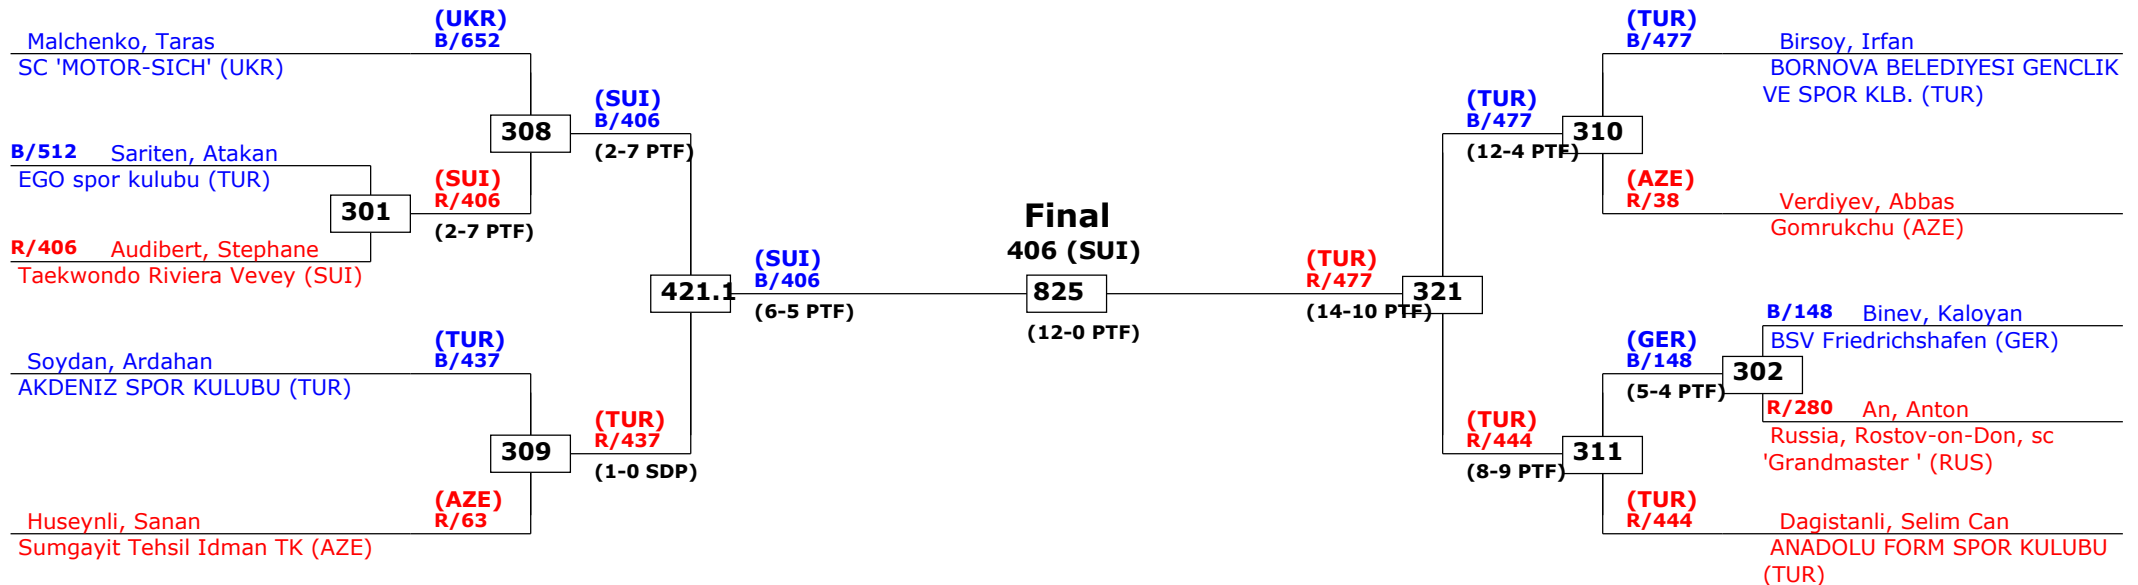 (UKR)
B/652
Malchenko, Taras
SC 'MOTOR-SICH' (UKR)
308
(SUI)
B/406
(2-7 PTF)
B/512 Sariten, Atakan
EGO spor kulubu (TUR)
301
(SUI)
R/406
(2-7 PTF)
R/406 Audibert, Stephane
Taekwondo Riviera Vevey (SUI)
421.1
(SUI)
B/406
(6-5 PTF)
Soydan, Ardahan
AKDENIZ SPOR KULUBU (TUR)
(TUR)
B/437
309
(TUR)
R/437
(1-0 SDP)
(AZE)
R/63
Huseynli, Sanan
Sumgayit Tehsil Idman TK (AZE)
Final
406 (SUI)
825
(12-0 PTF)
(TUR)
R/477
(14-10 PTF)
321
(TUR)
B/477
(12-4 PTF)
310
(TUR)
B/477
Birsoy, Irfan
BORNOVA BELEDIYESI GENCLIK
VE SPOR KLB. (TUR)
(AZE)
R/38
Verdiyev, Abbas
Gomrukchu (AZE)
B/148 Binev, Kaloyan
BSV Friedrichshafen (GER)
(GER)
B/148
(5-4 PTF)
302
R/280 An, Anton
Russia, Rostov-on-Don, sc
'Grandmaster ' (RUS)
(TUR)
R/444
(8-9 PTF)
311
(TUR)
R/444
Dagistanli, Selim Can
ANADOLU FORM SPOR KULUBU
(TUR)